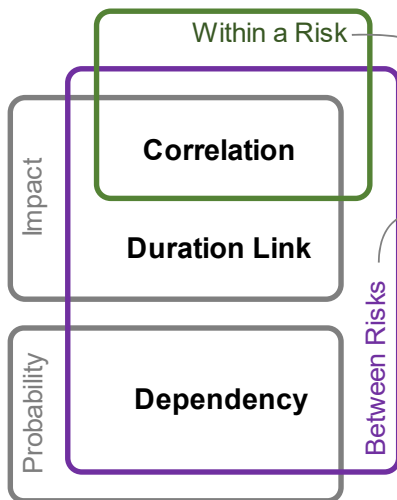 Within a Risk
Impact
Correlation
Duration Link
Between Risks
Probability
Dependency